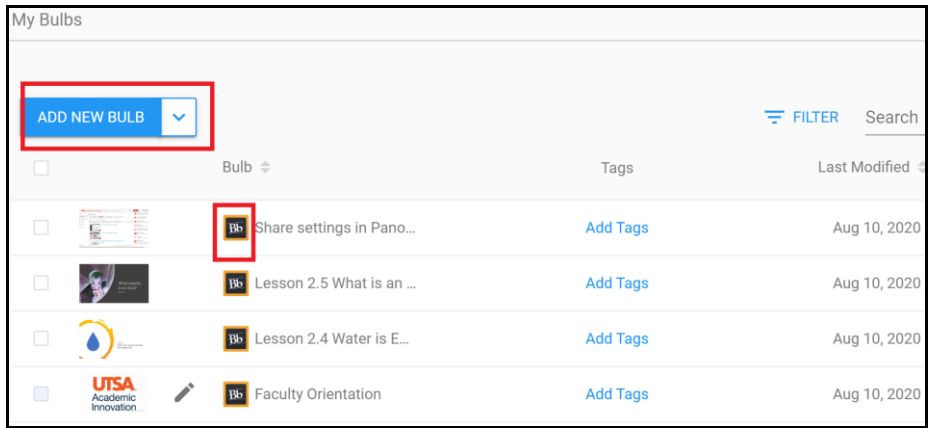 My Bulbs
ADD NEW BULB
FILTER Search
Bulb Tags Last Modified
Bb Share settings in Pano... Add Tags Aug 10, 2020
Bb Lesson 2.5 What is an ... Add Tags Aug 10, 2020
Bb Lesson 2.4 Water is E... Add Tags Aug 10, 2020
UTSA
Academic
Innovation
Bb Faculty Orientation Add Tags Aug 10, 2020